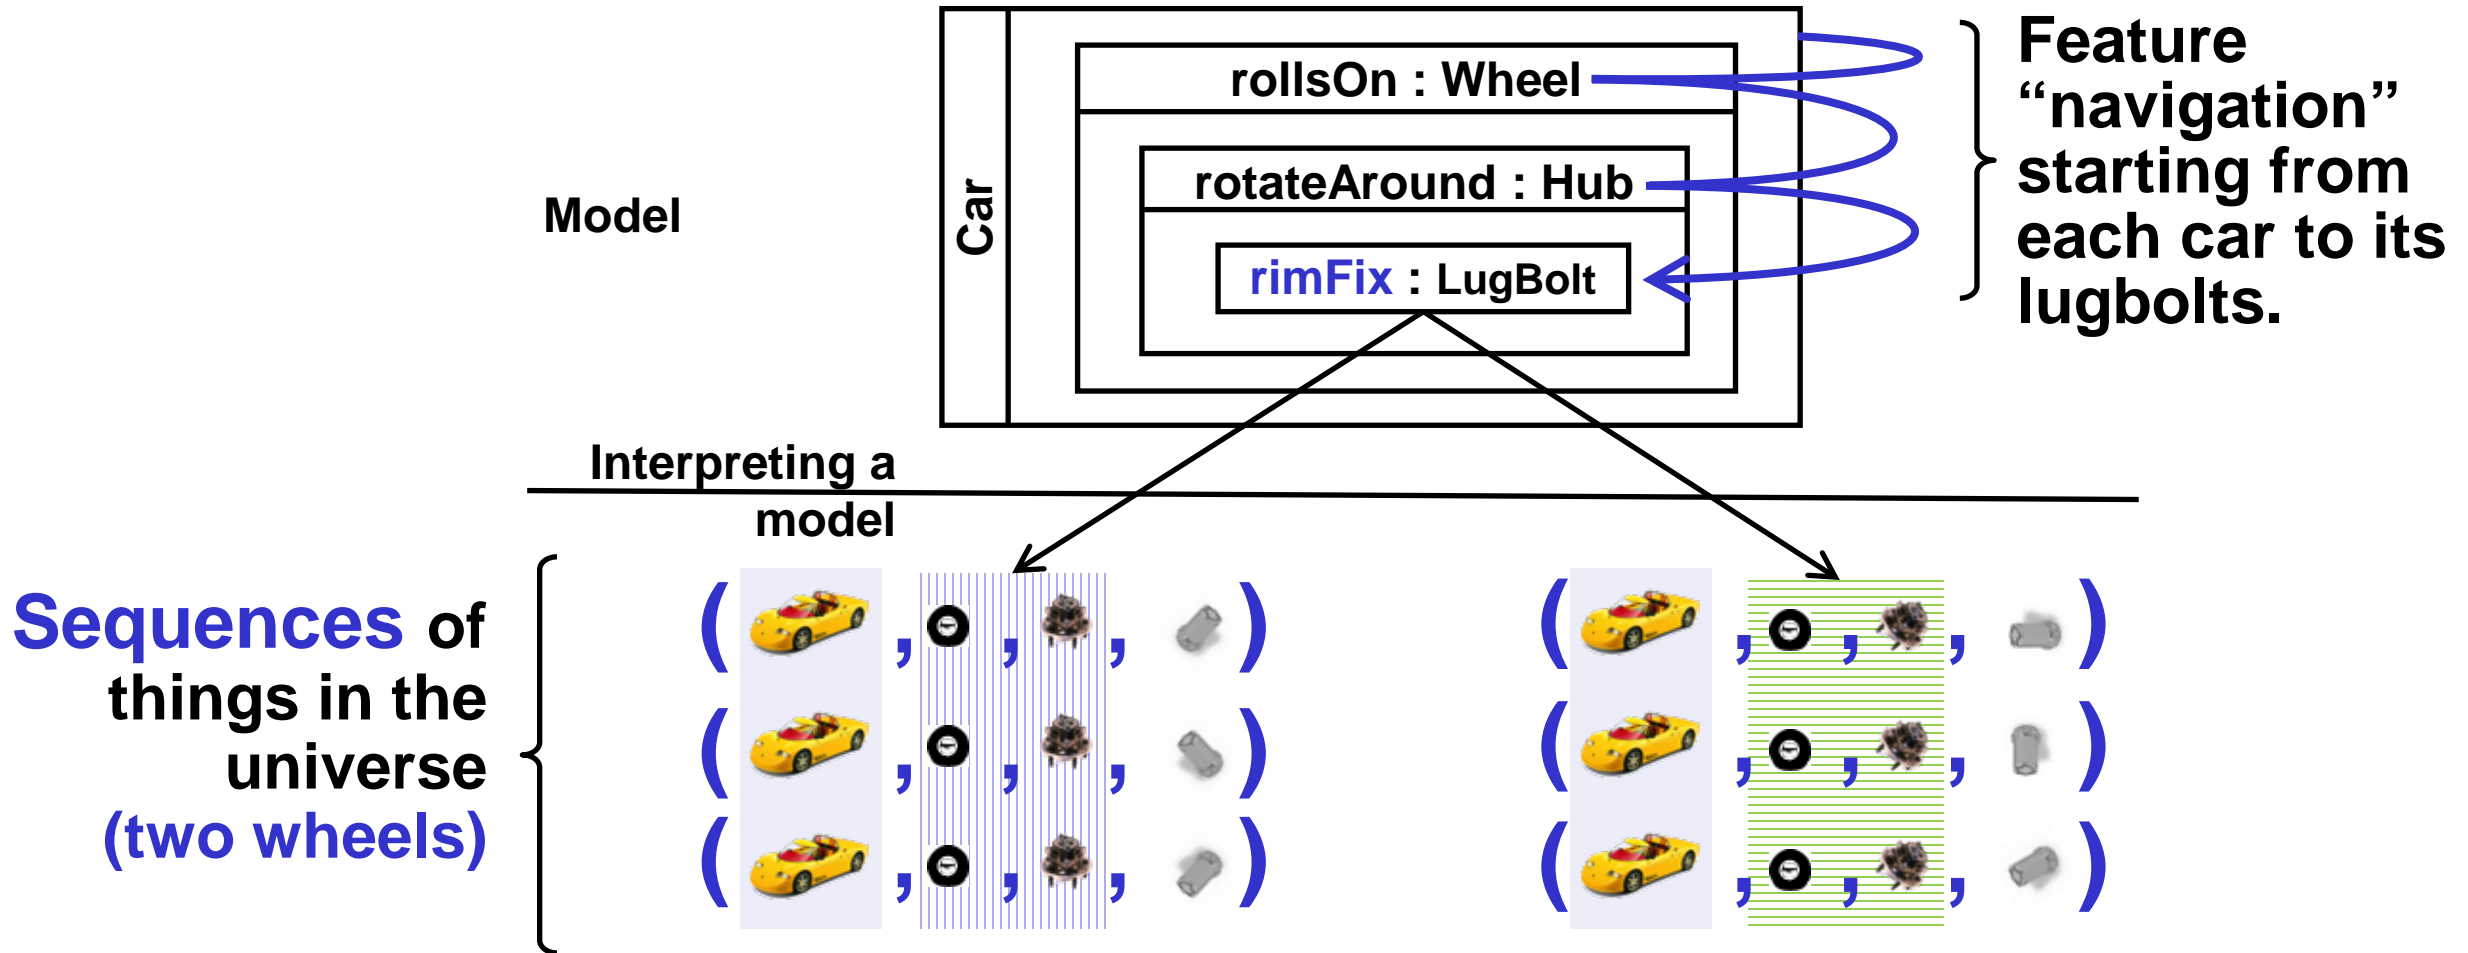 Feature
“navigation”
starting from
each car to its
lugbolts.
Model
Car
rollsOn : Wheel
rotateAround : Hub
rimFix : LugBolt
Interpreting a
model
Sequences of
things in the
universe
(two wheels)
( , , , ) ( , , , )
( , , , ) ( , , , )
( , , , ) ( , , , )